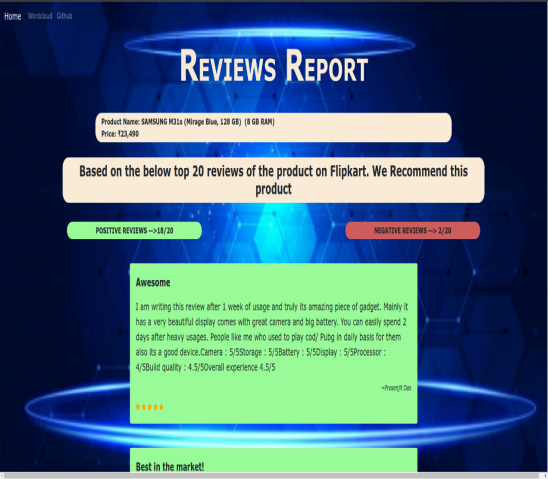 Home Wordcloud Github
Reviews Report
Product Name: SAMSUNG M31s (Mirage Blue, 128 GB) (8 GB RAM)
Price: ₹23,490
Based on the below top 20 reviews of the product on Flipkart. We Recommend this
product
POSITIVE REVIEWS -->18/20
NEGATIVE REVIEWS --> 2/20
Awesome
I am writing this review after 1 week of usage and truly its amazing piece of gadget. Mainly it
has a very beautiful display comes with great camera and big battery. You can easily spend 2
days after heavy usages. People like me who used to play cod/ Pubg in daily basis for them
also its a good device.Camera : 5/5Storage : 5/5Battery : 5/5Display : 5/5Processor :
4/5Build quality : 4.5/5Overall experience 4.5/5
~Prosenjit Das
Best in the market!